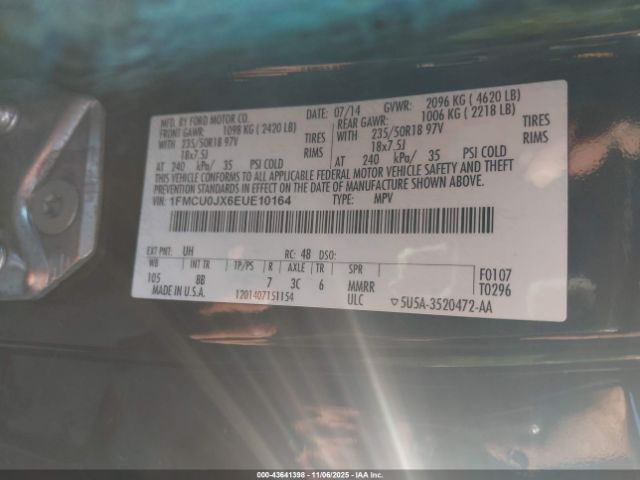 MFD. BY FORD MOTOR CO. DATE: 07/14 GVWR: 2096 KG ( 4620 LB)
FRONT GAWR: 1098 KG ( 2420 LB) REAR GAWR: 1006 KG ( 2218 LB)
WITH 235/50R18 97V TIRES WITH 235/50R18 97V TIRES
18x7.5J RIMS 18x7.5J RIMS
AT 240 kPa/ 35 PSI COLD AT 240 kPa/ 35 PSI COLD
THIS VEHICLE CONFORMS TO ALL APPLICABLE FEDERAL MOTOR VEHICLE SAFETY AND THEFT
PREVENTION STANDARDS IN EFFECT ON THE DATE OF MANUFACTURE SHOWN ABOVE.
VIN: 1FMCU0JX6EUE10164 TYPE: MPV
EXT PNT: UH RC: 48 DSO:
WB INT TR TP/PS R AXLE TR SPR F0107
105 BB 7 3C 6 MMRR T0296
MADE IN U.S.A. 1201407151154 ULC 5U5A-3520472-AA
000-43641398 - 11/06/2025 - IAA Inc.